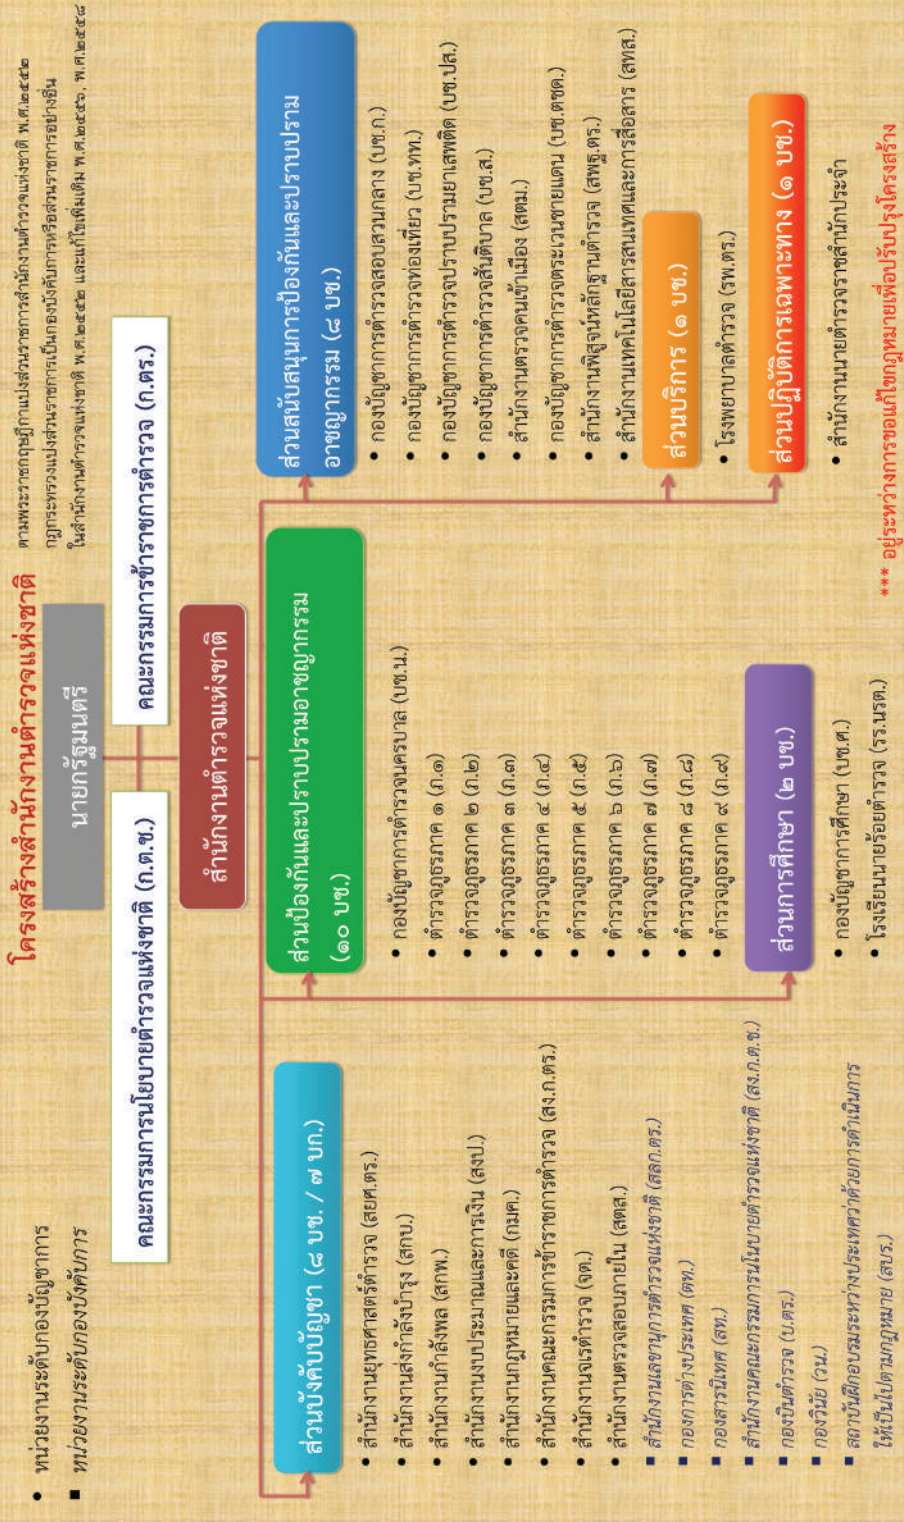 โครงสร้างสำนักงานตำรวจแห่งชาติ
ตามพระราชกฤษฎีกาแบ่งส่วนราชการสำนักงานตำรวจแห่งชาติ พ.ศ.๒๕๕๒
กฎกระทรวงแบ่งส่วนราชการเป็นกองบังคับการหรือส่วนราชการอย่างอื่น
ในสำนักงานตำรวจแห่งชาติ พ.ศ.๒๕๕๒ และแก้ไขเพิ่มเติม พ.ศ.๒๕๕๖, พ.ศ.๒๕๕๘
• หน่วยงานระดับกองบัญชาการ
▪ หน่วยงานระดับกองบังคับการ
นายกรัฐมนตรี
คณะกรรมการนโยบายตำรวจแห่งชาติ (ก.ต.ช.)
คณะกรรมการข้าราชการตำรวจ (ก.ตร.)
สำนักงานตำรวจแห่งชาติ
ส่วนบังคับบัญชา (๘ บช. / ๗ บก.)
• สำนักงานยุทธศาสตร์ตำรวจ (สยศ.ตร.)
• สำนักงานส่งกำลังบำรุง (สกบ.)
• สำนักงานกำลังพล (สกพ.)
• สำนักงานงบประมาณและการเงิน (สงป.)
• สำนักงานกฎหมายและคดี (กมค.)
• สำนักงานคณะกรรมการข้าราชการตำรวจ (สง.ก.ตร.)
• สำนักงานจเรตำรวจ (จต.)
• สำนักงานตรวจสอบภายใน (สตส.)
▪ สำนักงานเลขานุการตำรวจแห่งชาติ (สลก.ตร.)
▪ กองการต่างประเทศ (ตท.)
▪ กองสารนิเทศ (สท.)
▪ สำนักงานคณะกรรมการนโนบายตำรวจแห่งชาติ (สง.ก.ต.ช.)
▪ กองบินตำรวจ (บ.ตร.)
▪ กองวินัย (วน.)
▪ สถาบันฝึกอบรมระหว่างประเทศว่าด้วยการดำเนินการ
ให้เป็นไปตามกฎหมาย (สบร.)
ส่วนป้องกันและปราบปรามอาชญากรรม
(๑๐ บช.)
• กองบัญชาการตำรวจนครบาล (บช.น.)
• ตำรวจภูธรภาค ๑ (ภ.๑)
• ตำรวจภูธรภาค ๒ (ภ.๒)
• ตำรวจภูธรภาค ๓ (ภ.๓)
• ตำรวจภูธรภาค ๔ (ภ.๔)
• ตำรวจภูธรภาค ๕ (ภ.๕)
• ตำรวจภูธรภาค ๖ (ภ.๖)
• ตำรวจภูธรภาค ๗ (ภ.๗)
• ตำรวจภูธรภาค ๘ (ภ.๘)
• ตำรวจภูธรภาค ๙ (ภ.๙)
ส่วนการศึกษา (๒ บช.)
• กองบัญชาการศึกษา (บช.ศ.)
• โรงเรียนนายร้อยตำรวจ (รร.นรต.)
ส่วนสนับสนุนการป้องกันและปราบปราม
อาชญากรรม (๘ บช.)
• กองบัญชาการตำรวจสอบสวนกลาง (บช.ก.)
• กองบัญชาการตำรวจท่องเที่ยว (บช.ทท.)
• กองบัญชาการตำรวจปราบปรามยาเสพติด (บช.ปส.)
• กองบัญชาการตำรวจสันติบาล (บช.ส.)
• สำนักงานตรวจคนเข้าเมือง (สตม.)
• กองบัญชาการตำรวจตระเวนชายแดน (บช.ตชด.)
• สำนักงานพิสูจน์หลักฐานตำรวจ (สพฐ.ตร.)
• สำนักงานเทคโนโลยีสารสนเทศและการสื่อสาร (สทส.)
ส่วนบริการ (๑ บช.)
• โรงพยาบาลตำรวจ (รพ.ตร.)
ส่วนปฏิบัติการเฉพาะทาง (๑ บช.)
• สำนักงานนายตำรวจราชสำนักประจำ
*** อยู่ระหว่างการขอแก้ไขกฎหมายเพื่อปรับปรุงโครงสร้าง